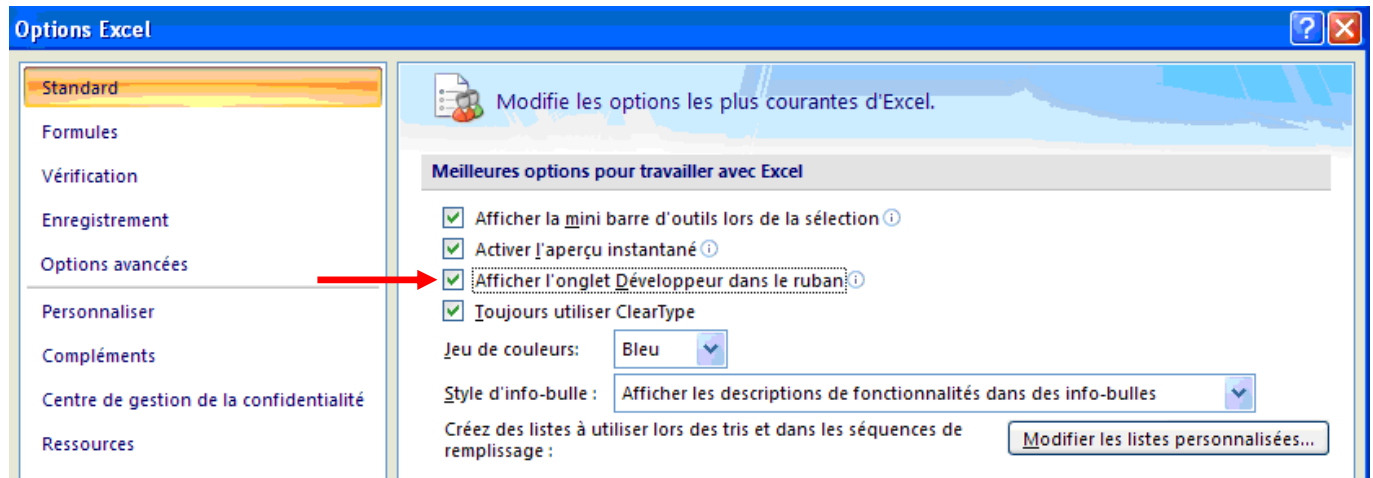 Options Excel
Standard
Formules
Vérification
Enregistrement
Options avancées
Personnaliser
Compléments
Centre de gestion de la confidentialité
Ressources
Modifie les options les plus courantes d'Excel.
Meilleures options pour travailler avec Excel
Afficher la mini barre d'outils lors de la sélection
Activer l'aperçu instantané
Afficher l'onglet Développeur dans le ruban
Toujours utiliser ClearType
Jeu de couleurs: Bleu
Style d'info-bulle : Afficher les descriptions de fonctionnalités dans des info-bulles
Créez des listes à utiliser lors des tris et dans les séquences de
remplissage :
Modifier les listes personnalisées...